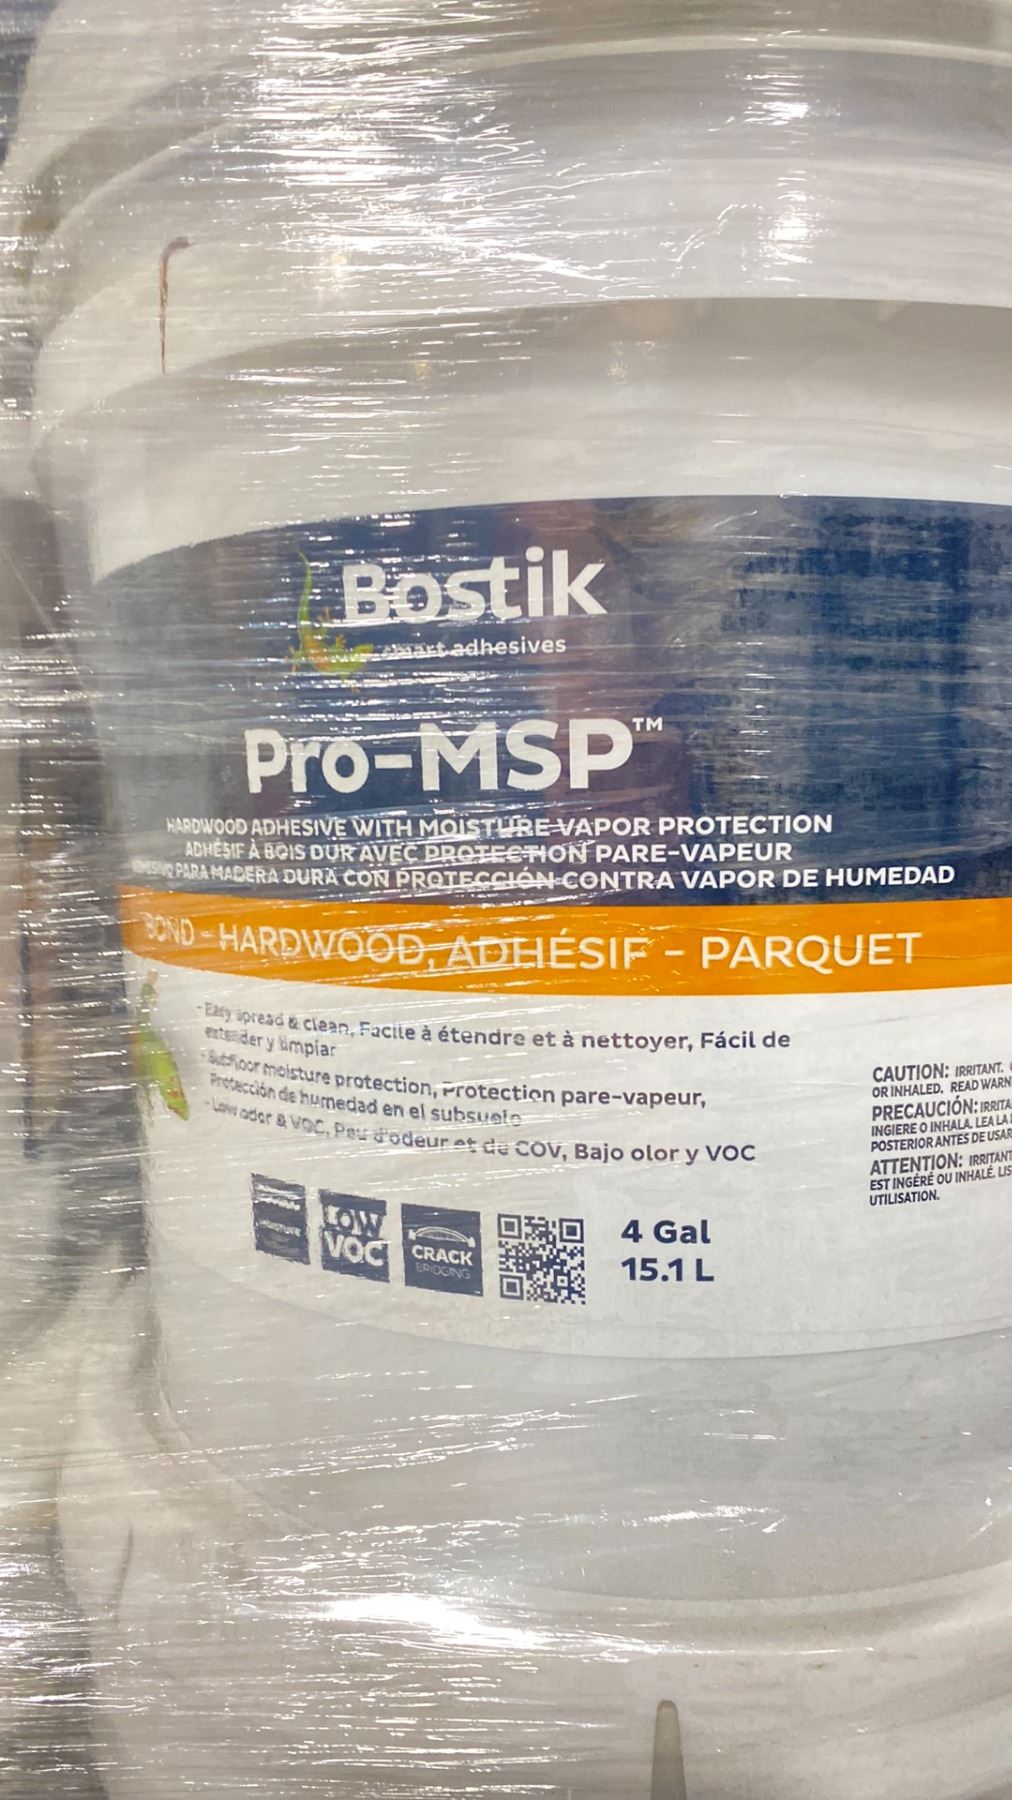 Bostik
smart adhesives
Pro-MSP™
HARDWOOD ADHESIVE WITH MOISTURE VAPOR PROTECTION
ADHÉSIF À BOIS DUR AVEC PROTECTION PARE-VAPEUR
ADHESIVO PARA MADERA DURA CON PROTECCIÓN CONTRA VAPOR DE HUMEDAD
BOND - HARDWOOD, ADHÉSIF - PARQUET
- Easy spread & clean, Facile à étendre et à nettoyer, Fácil de
extender y limpiar
- Subfloor moisture protection, Protection pare-vapeur,
Protección de humedad en el subsuelo
- Low odor & VOC, Peu d'odeur et de COV, Bajo olor y VOC
CAUTION: IRRITANT.
OR INHALED. READ WARN
PRECAUCIÓN: IRRITA
INGIERE O INHALA. LEA LA
POSTERIOR ANTES DE USAR
ATTENTION: IRRITANT
EST INGÉRÉ OU INHALÉ. LIS
UTILISATION.
MOISTURE
LOW
VOC
CRACK
BRIDGING
4 Gal
15.1 L